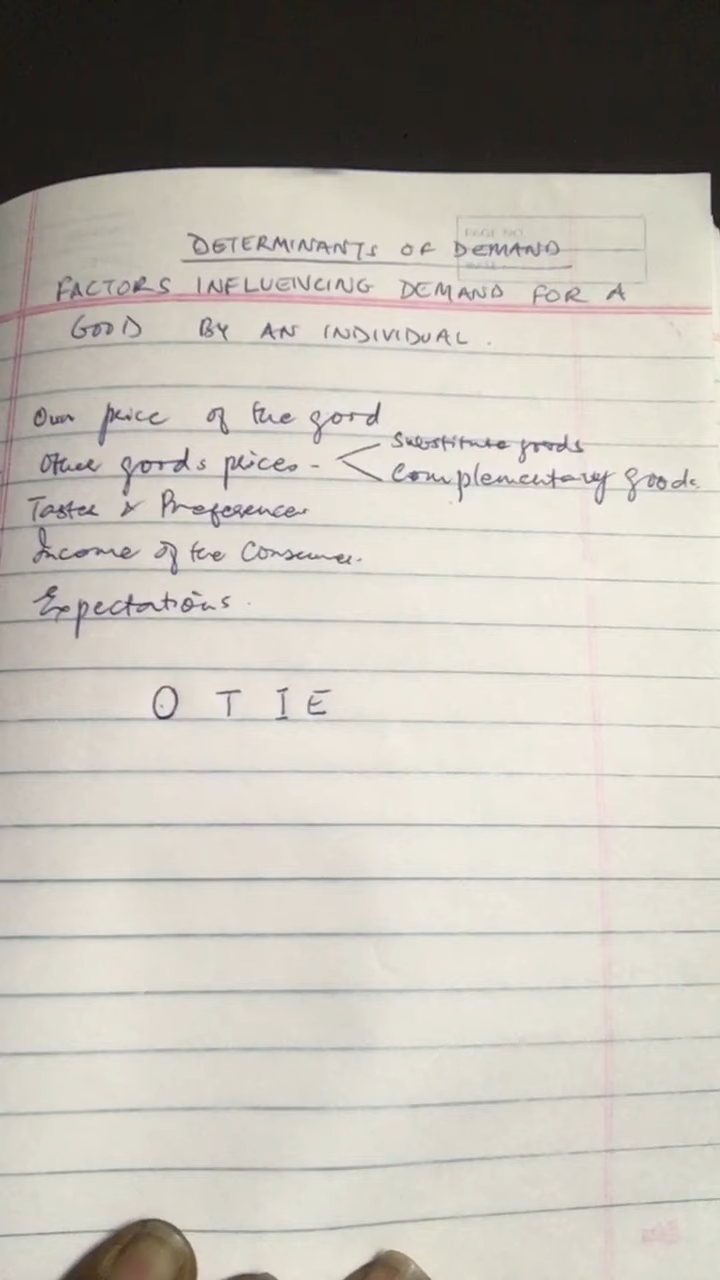 DETERMINANTS OF DEMAND
FACTORS INFLUENCING DEMAND FOR A
GOOD BY AN INDIVIDUAL.
Own price of the good
Other goods prices - Substitute goods
Complementary goods
Tastes & Preferences
Income of the Consumer.
Expectations.
O T I E